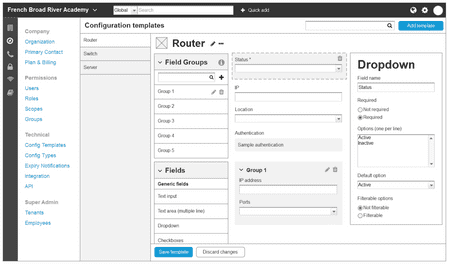 French Broad River Academy
Global
Search
Quick add
Company
Organization
Primary Contact
Plan & Billing
Permissions
Users
Roles
Scopes
Groups
Technical
Config Templates
Config Types
Expiry Notifications
Integration
API
Super Admin
Tenants
Employees
Configuration templates
Add template
Router
Switch
Server
Router
Field Groups
Group 1
Group 2
Group 3
Group 4
Group 5
Fields
Generic fields
Text input
Text area (multiple line)
Dropdown
Checkboxes
Status *
IP
Location
Authentication
Sample authentication
Group 1
IP address
Ports
Dropdown
Field name
Status
Required
Not required
Required
Options (one per line)
Active
Inactive
Default option
Active
Filterable options
Not filterable
Filterable
Save template
Discard changes